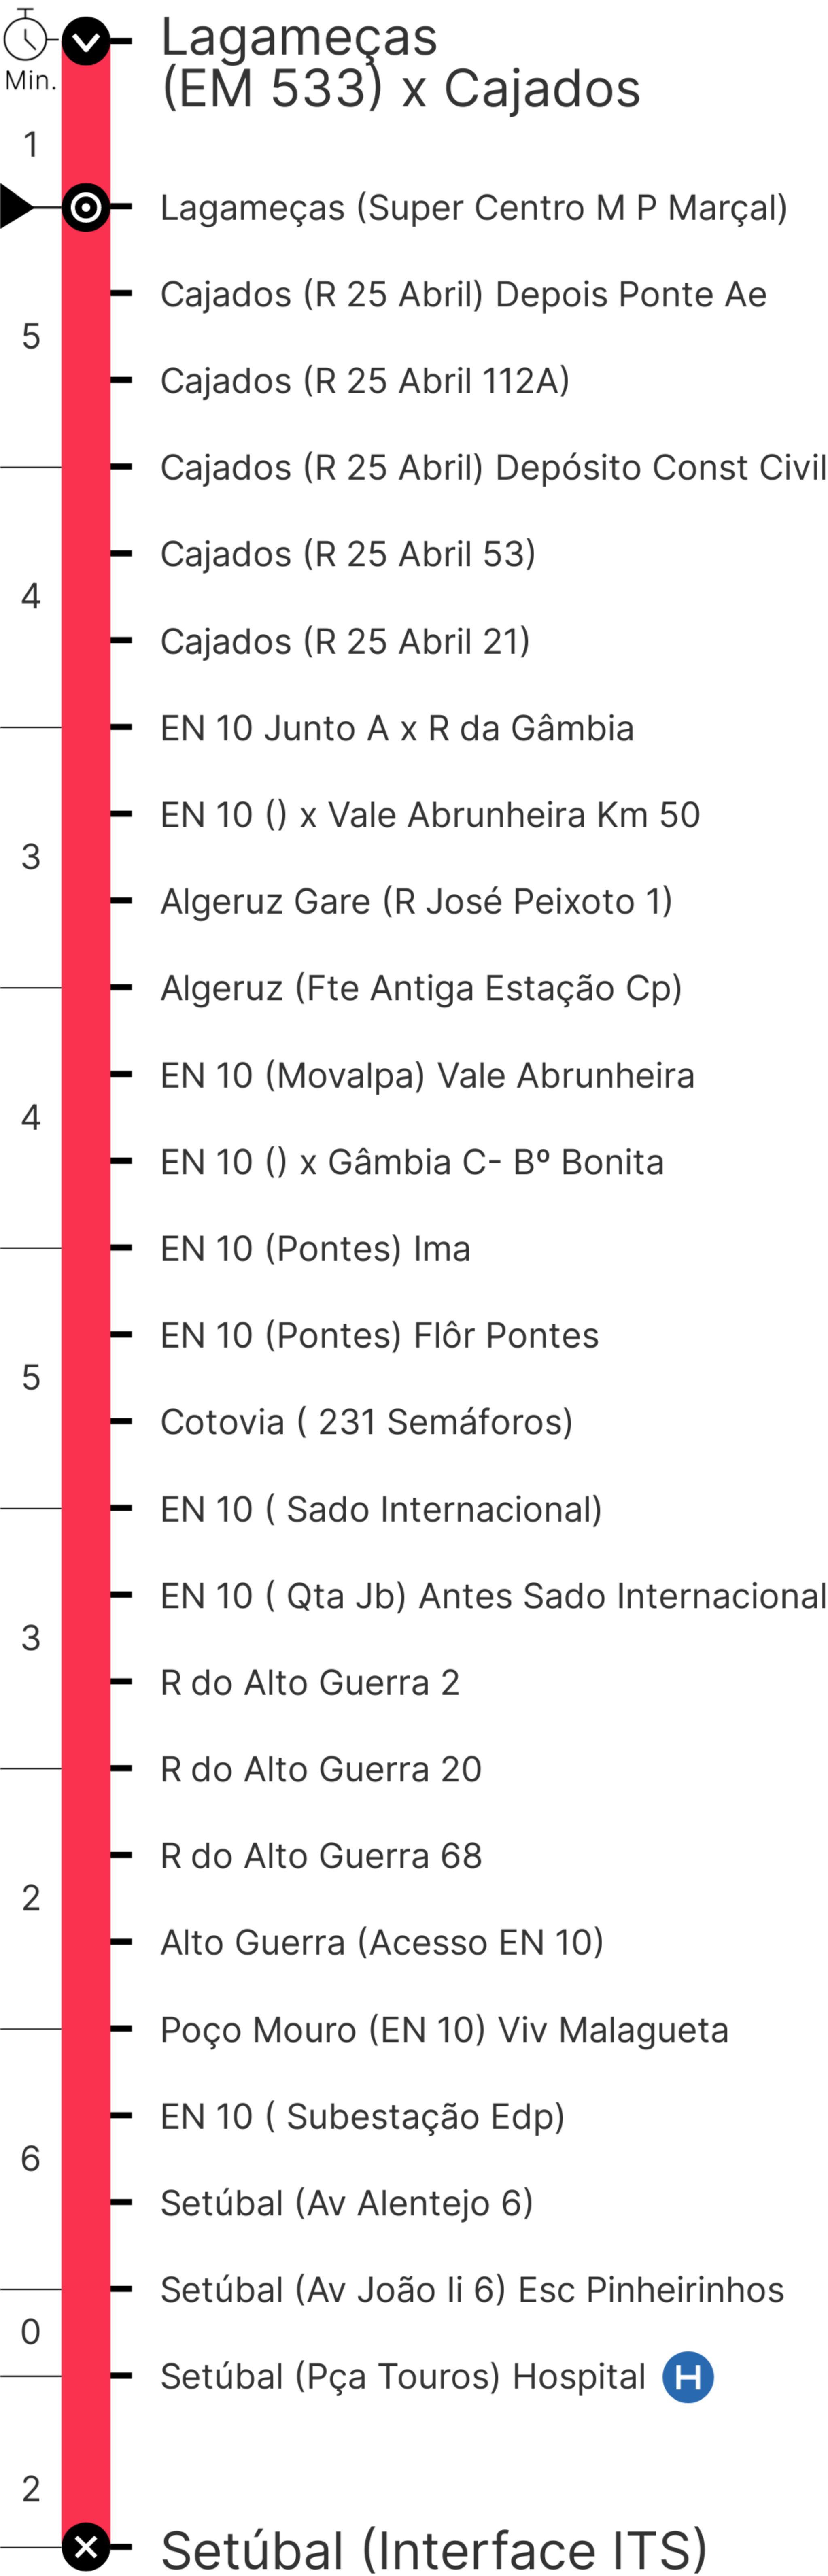 Lagameças
(EM 533) x Cajados
Min.
1
Lagameças (Super Centro M P Marçal)
Cajados (R 25 Abril) Depois Ponte Ae
5
Cajados (R 25 Abril 112A)
Cajados (R 25 Abril) Depósito Const Civil
Cajados (R 25 Abril 53)
4
Cajados (R 25 Abril 21)
EN 10 Junto A x R da Gâmbia
EN 10 () x Vale Abrunheira Km 50
3
Algeruz Gare (R José Peixoto 1)
Algeruz (Fte Antiga Estação Cp)
EN 10 (Movalpa) Vale Abrunheira
4
EN 10 () x Gâmbia C- Bº Bonita
EN 10 (Pontes) Ima
EN 10 (Pontes) Flôr Pontes
5
Cotovia ( 231 Semáforos)
EN 10 ( Sado Internacional)
EN 10 ( Qta Jb) Antes Sado Internacional
3
R do Alto Guerra 2
R do Alto Guerra 20
R do Alto Guerra 68
2
Alto Guerra (Acesso EN 10)
Poço Mouro (EN 10) Viv Malagueta
EN 10 ( Subestação Edp)
6
Setúbal (Av Alentejo 6)
Setúbal (Av João Ii 6) Esc Pinheirinhos
0
Setúbal (Pça Touros) Hospital H
2
Setúbal (Interface ITS)